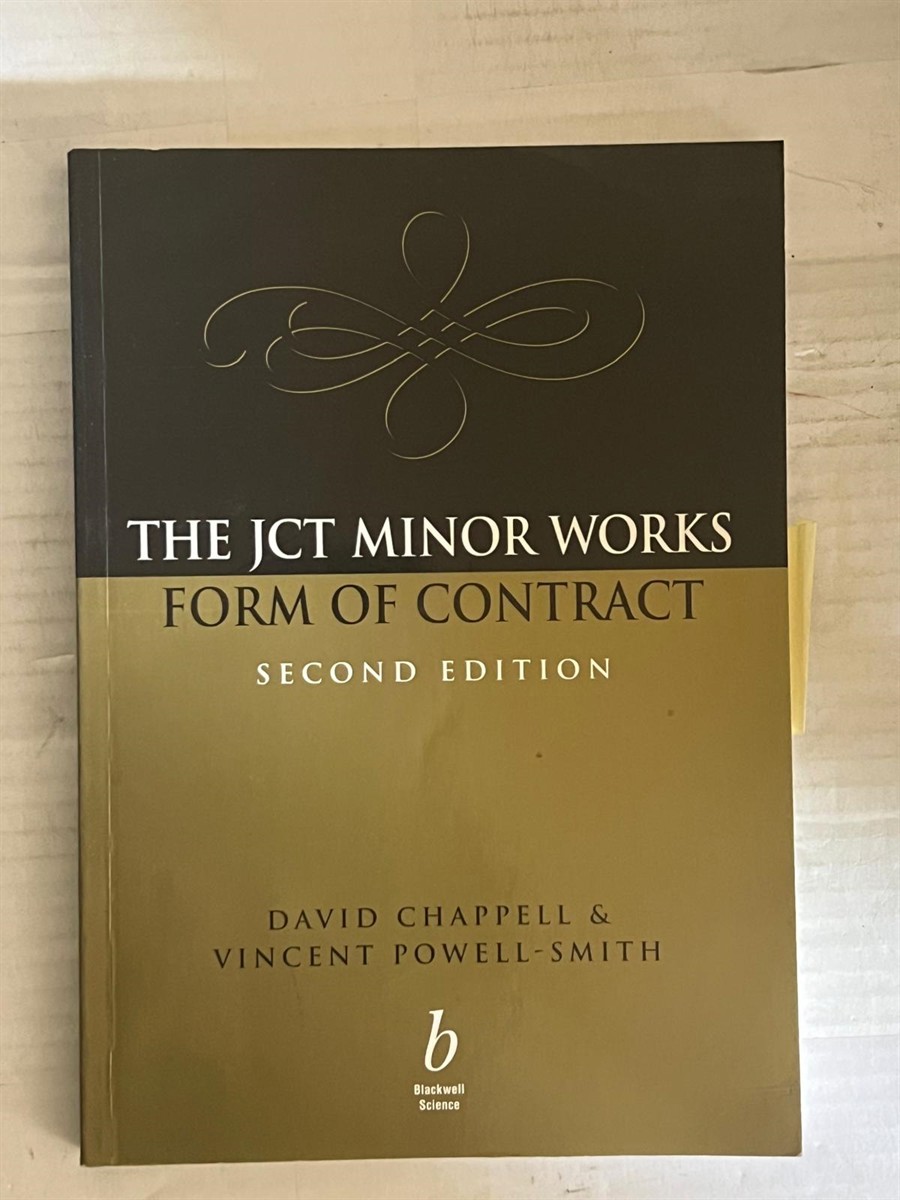 THE JCT MINOR WORKS
FORM OF CONTRACT
SECOND EDITION
DAVID CHAPPELL &
VINCENT POWELL-SMITH
b
Blackwell
Science